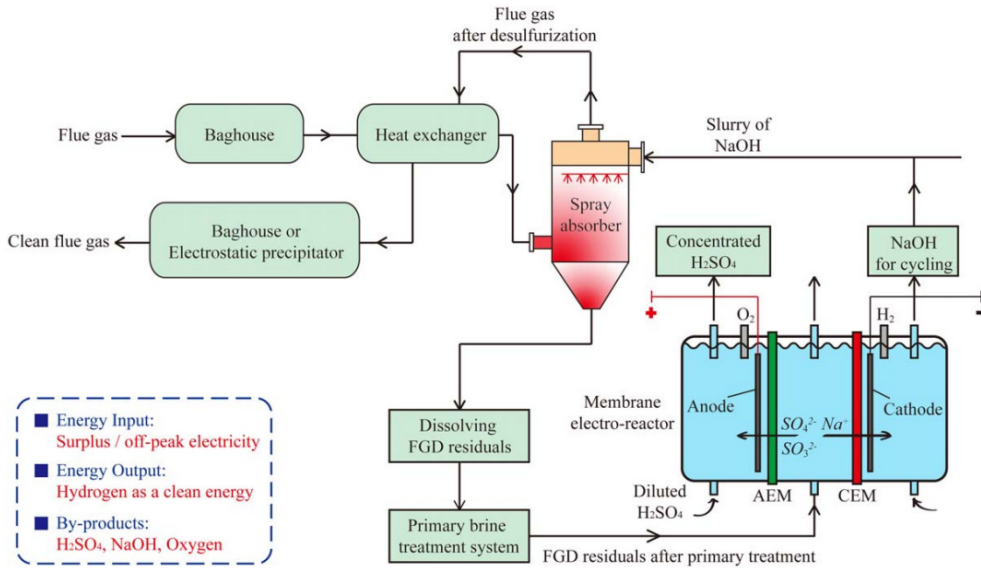 Flue gas
after desulfurization
Flue gas
Baghouse
Heat exchanger
Slurry of
NaOH
Spray
absorber
Clean flue gas
Baghouse or
Electrostatic precipitator
Concentrated
H₂SO₄
NaOH
for cycling
+
O₂
H₂
-
Membrane
electro-reactor
Anode
Cathode
SO₄²⁻ Na⁺
SO₃²⁻
Dissolving
FGD residuals
Diluted
H₂SO₄
AEM
CEM
Primary brine
treatment system
FGD residuals after primary treatment
Energy Input:
Surplus / off-peak electricity
Energy Output:
Hydrogen as a clean energy
By-products:
H₂SO₄, NaOH, Oxygen